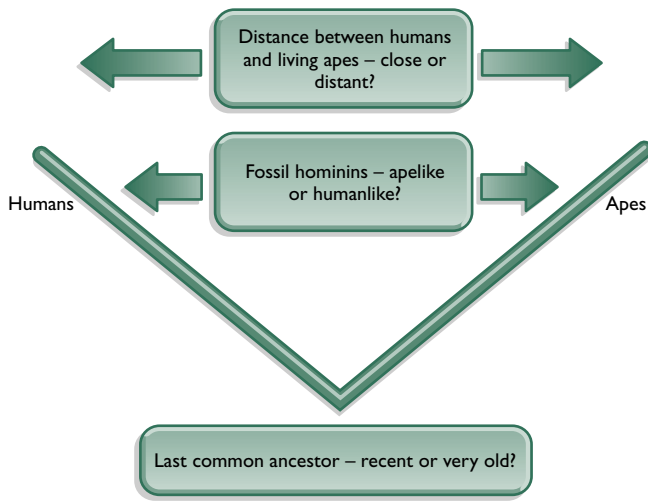 Distance between humans
and living apes – close or
distant?
Fossil hominins – apelike
or humanlike?
Humans
Apes
Last common ancestor – recent or very old?